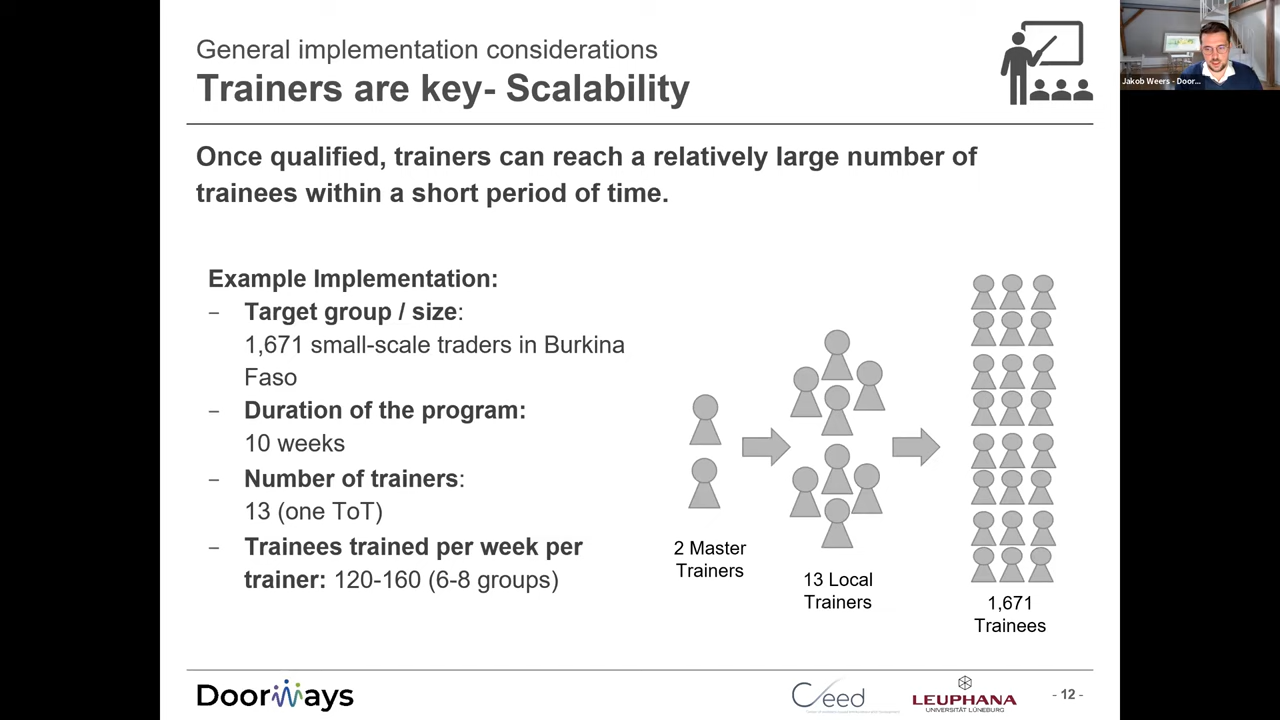 General implementation considerations
Trainers are key- Scalability
Jakob Weers - Door...
Once qualified, trainers can reach a relatively large number of
trainees within a short period of time.
Example Implementation:
– Target group / size:
1,671 small-scale traders in Burkina
Faso
– Duration of the program:
10 weeks
– Number of trainers:
13 (one ToT)
– Trainees trained per week per
trainer: 120-160 (6-8 groups)
2 Master
Trainers
13 Local
Trainers
1,671
Trainees
Doorways
Ceed
LEUPHANA
UNIVERSITÄT LÜNEBURG
- 12 -